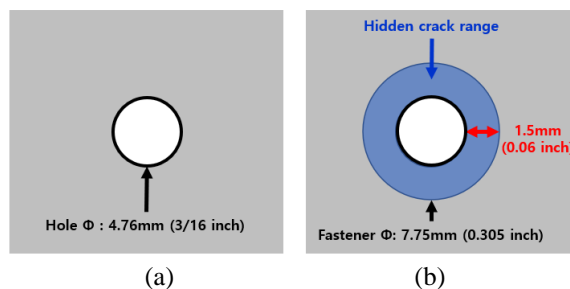 Hole Φ : 4.76mm (3/16 inch)
(a)
Hidden crack range
1.5mm
(0.06 inch)
Fastener Φ: 7.75mm (0.305 inch)
(b)